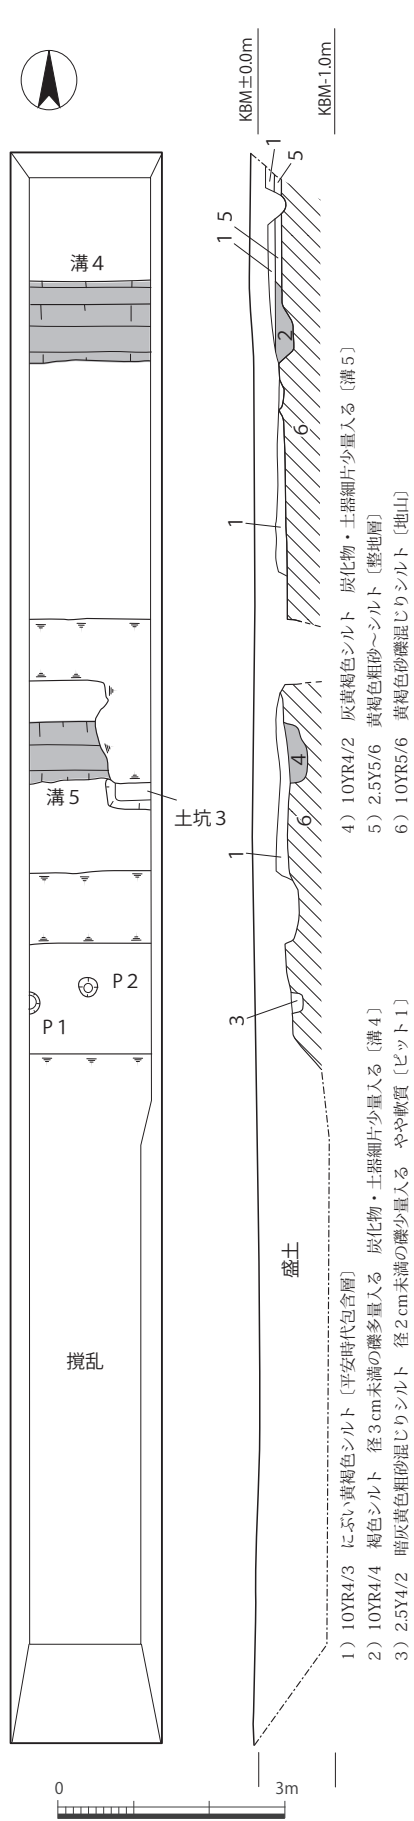 KBM±0.0m
KBM-1.0m
1
5
溝4
1 5
2
6
1
溝5
土坑3
4
6
1
P2
P1
3
盛土
撹乱
1）10YR4/3 にぶい黄褐色シルト〔平安時代包含層〕
2）10YR4/4 褐色シルト 径3cm未満の礫多量入る 炭化物・土器細片少量入る〔溝4〕
3）2.5Y4/2 暗灰黄色粗砂混じりシルト 径2cm未満の礫少量入る やや軟質〔ピット1〕
4）10YR4/2 灰黄褐色シルト 炭化物・土器細片少量入る〔溝5〕
5）2.5Y5/6 黄褐色粗砂～シルト〔整地層〕
6）10YR5/6 黄褐色砂礫混じりシルト〔地山〕
0 3m